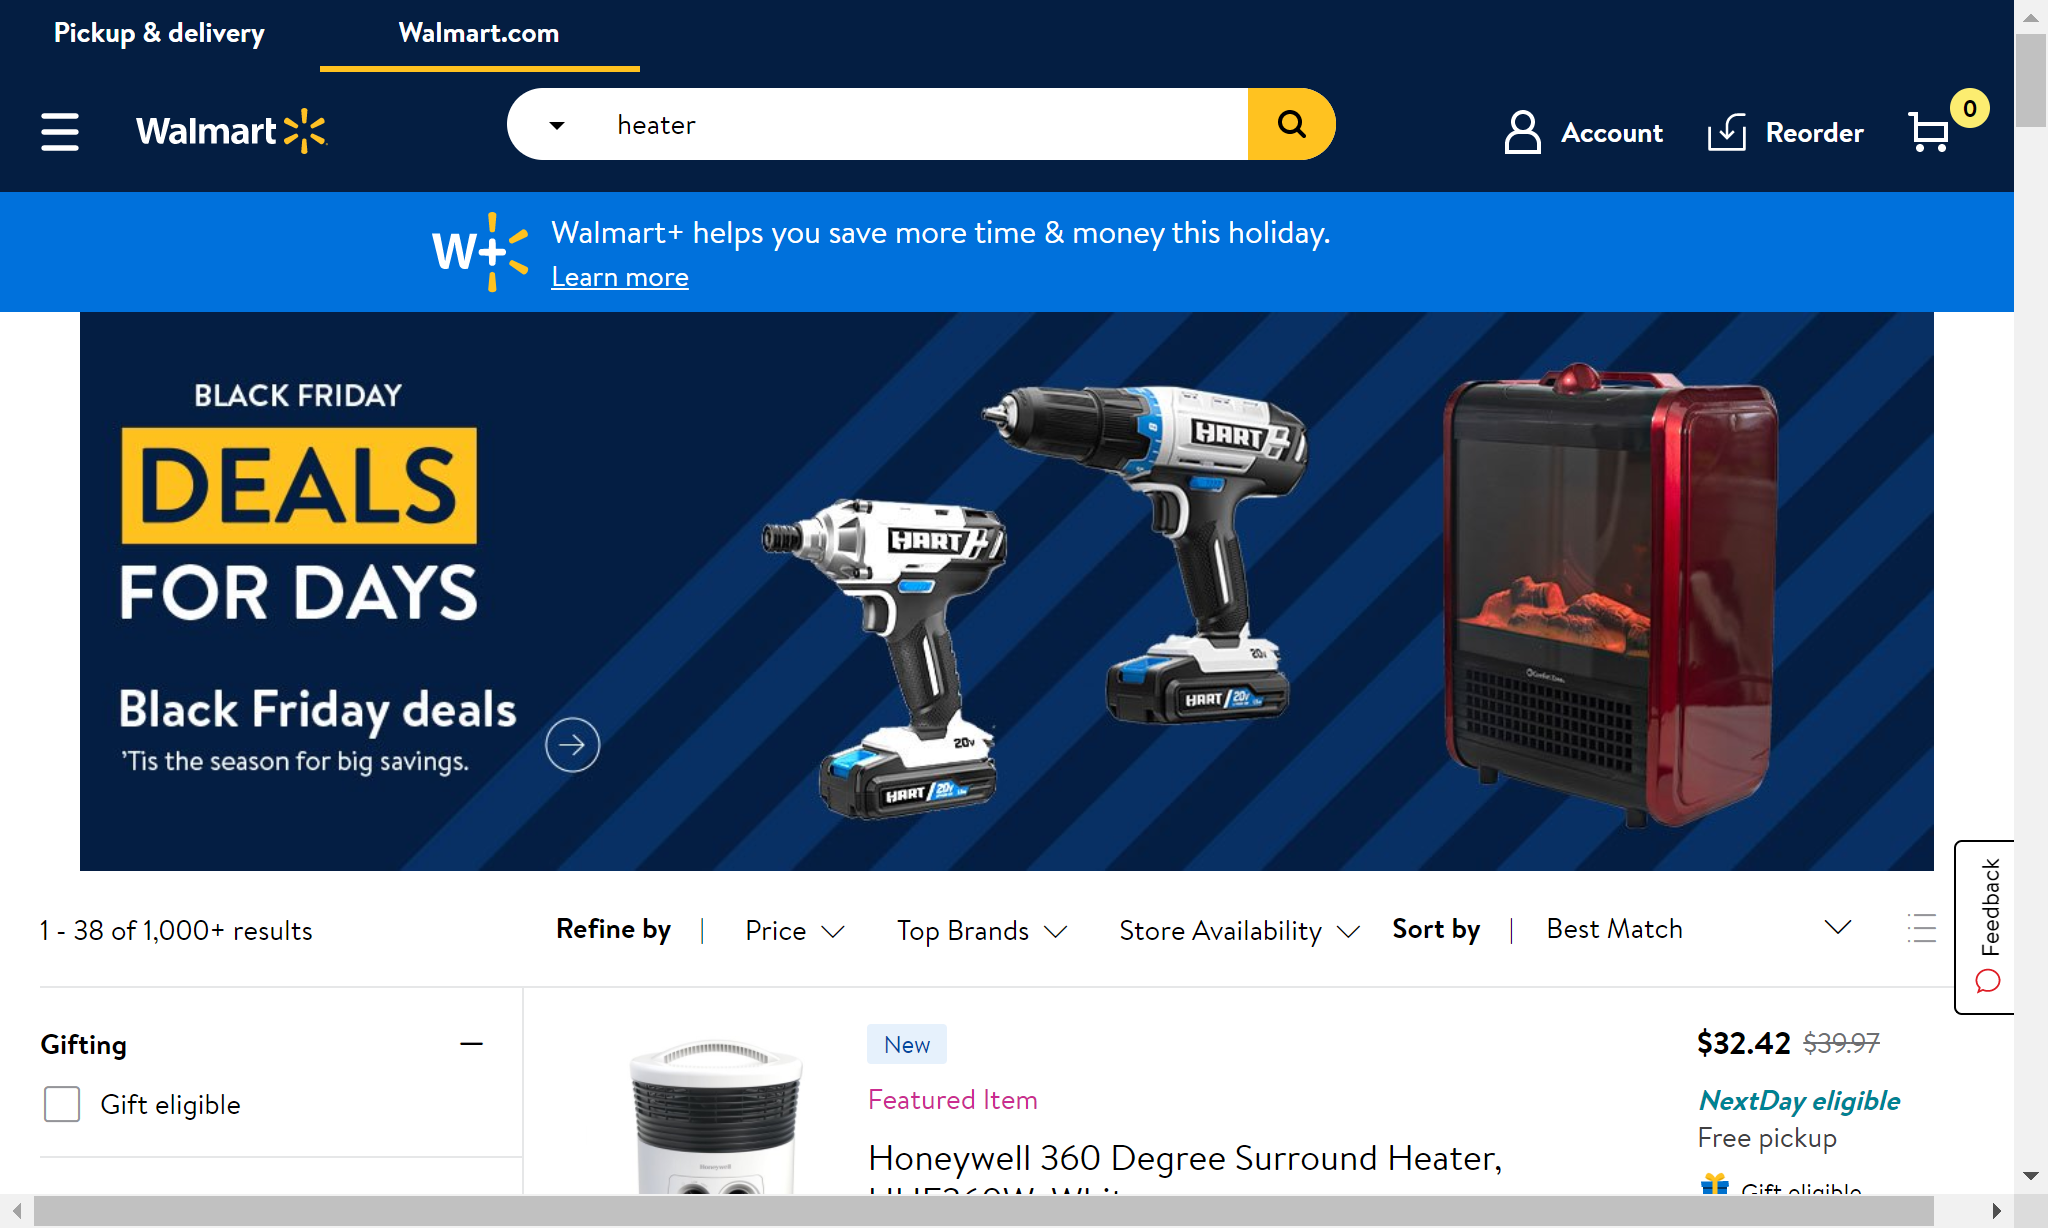 Pickup & delivery
Walmart.com
Walmart
heater
Account
Reorder
0
W+
Walmart+ helps you save more time & money this holiday.
Learn more
BLACK FRIDAY
DEALS
FOR DAYS
Black Friday deals
'Tis the season for big savings.
HART
20v
HART 20v
HART
20v
HART 20v
1 - 38 of 1,000+ results
Refine by
Price
Top Brands
Store Availability
Sort by
Best Match
Feedback
Gifting
Gift eligible
New
Featured Item
Honeywell 360 Degree Surround Heater,
Honeywell
$32.42 $39.97
NextDay eligible
Free pickup
Gift eligible